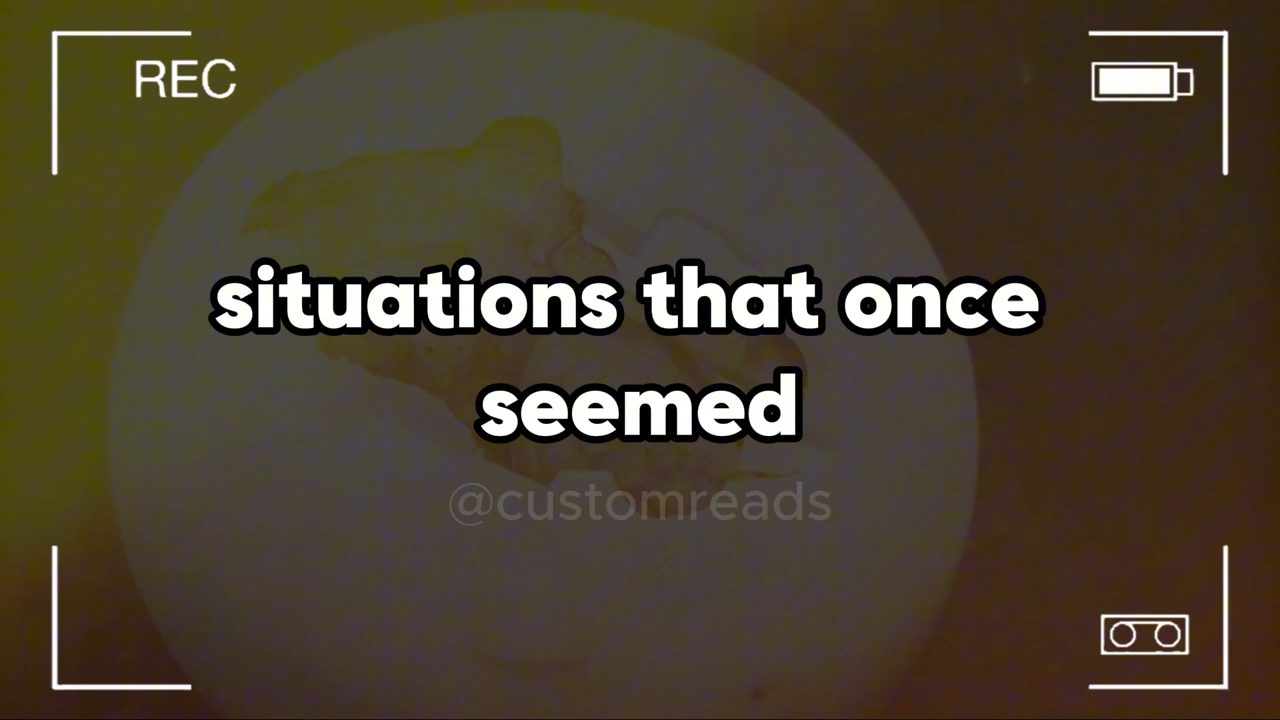 REC
situations that once
seemed
@customreads